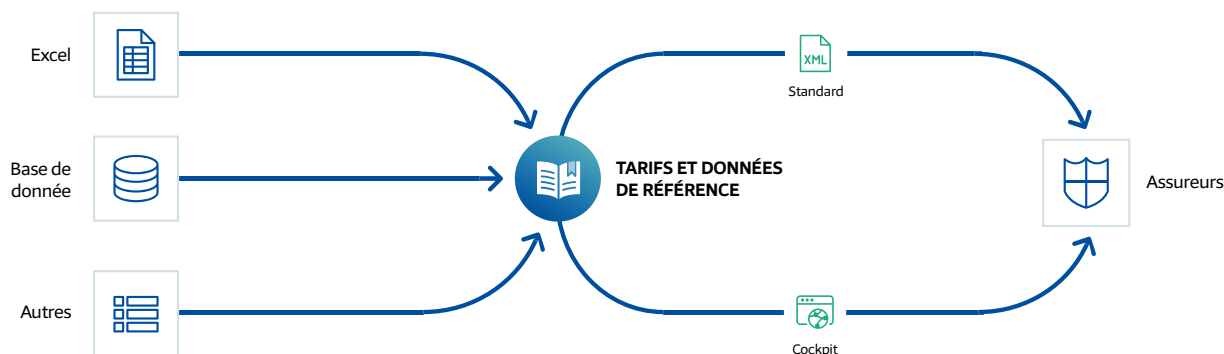 Excel
XML
Standard
Base de
donnée
TARIFS ET DONNÉES
DE RÉFÉRENCE
Assureurs
Autres
Cockpit